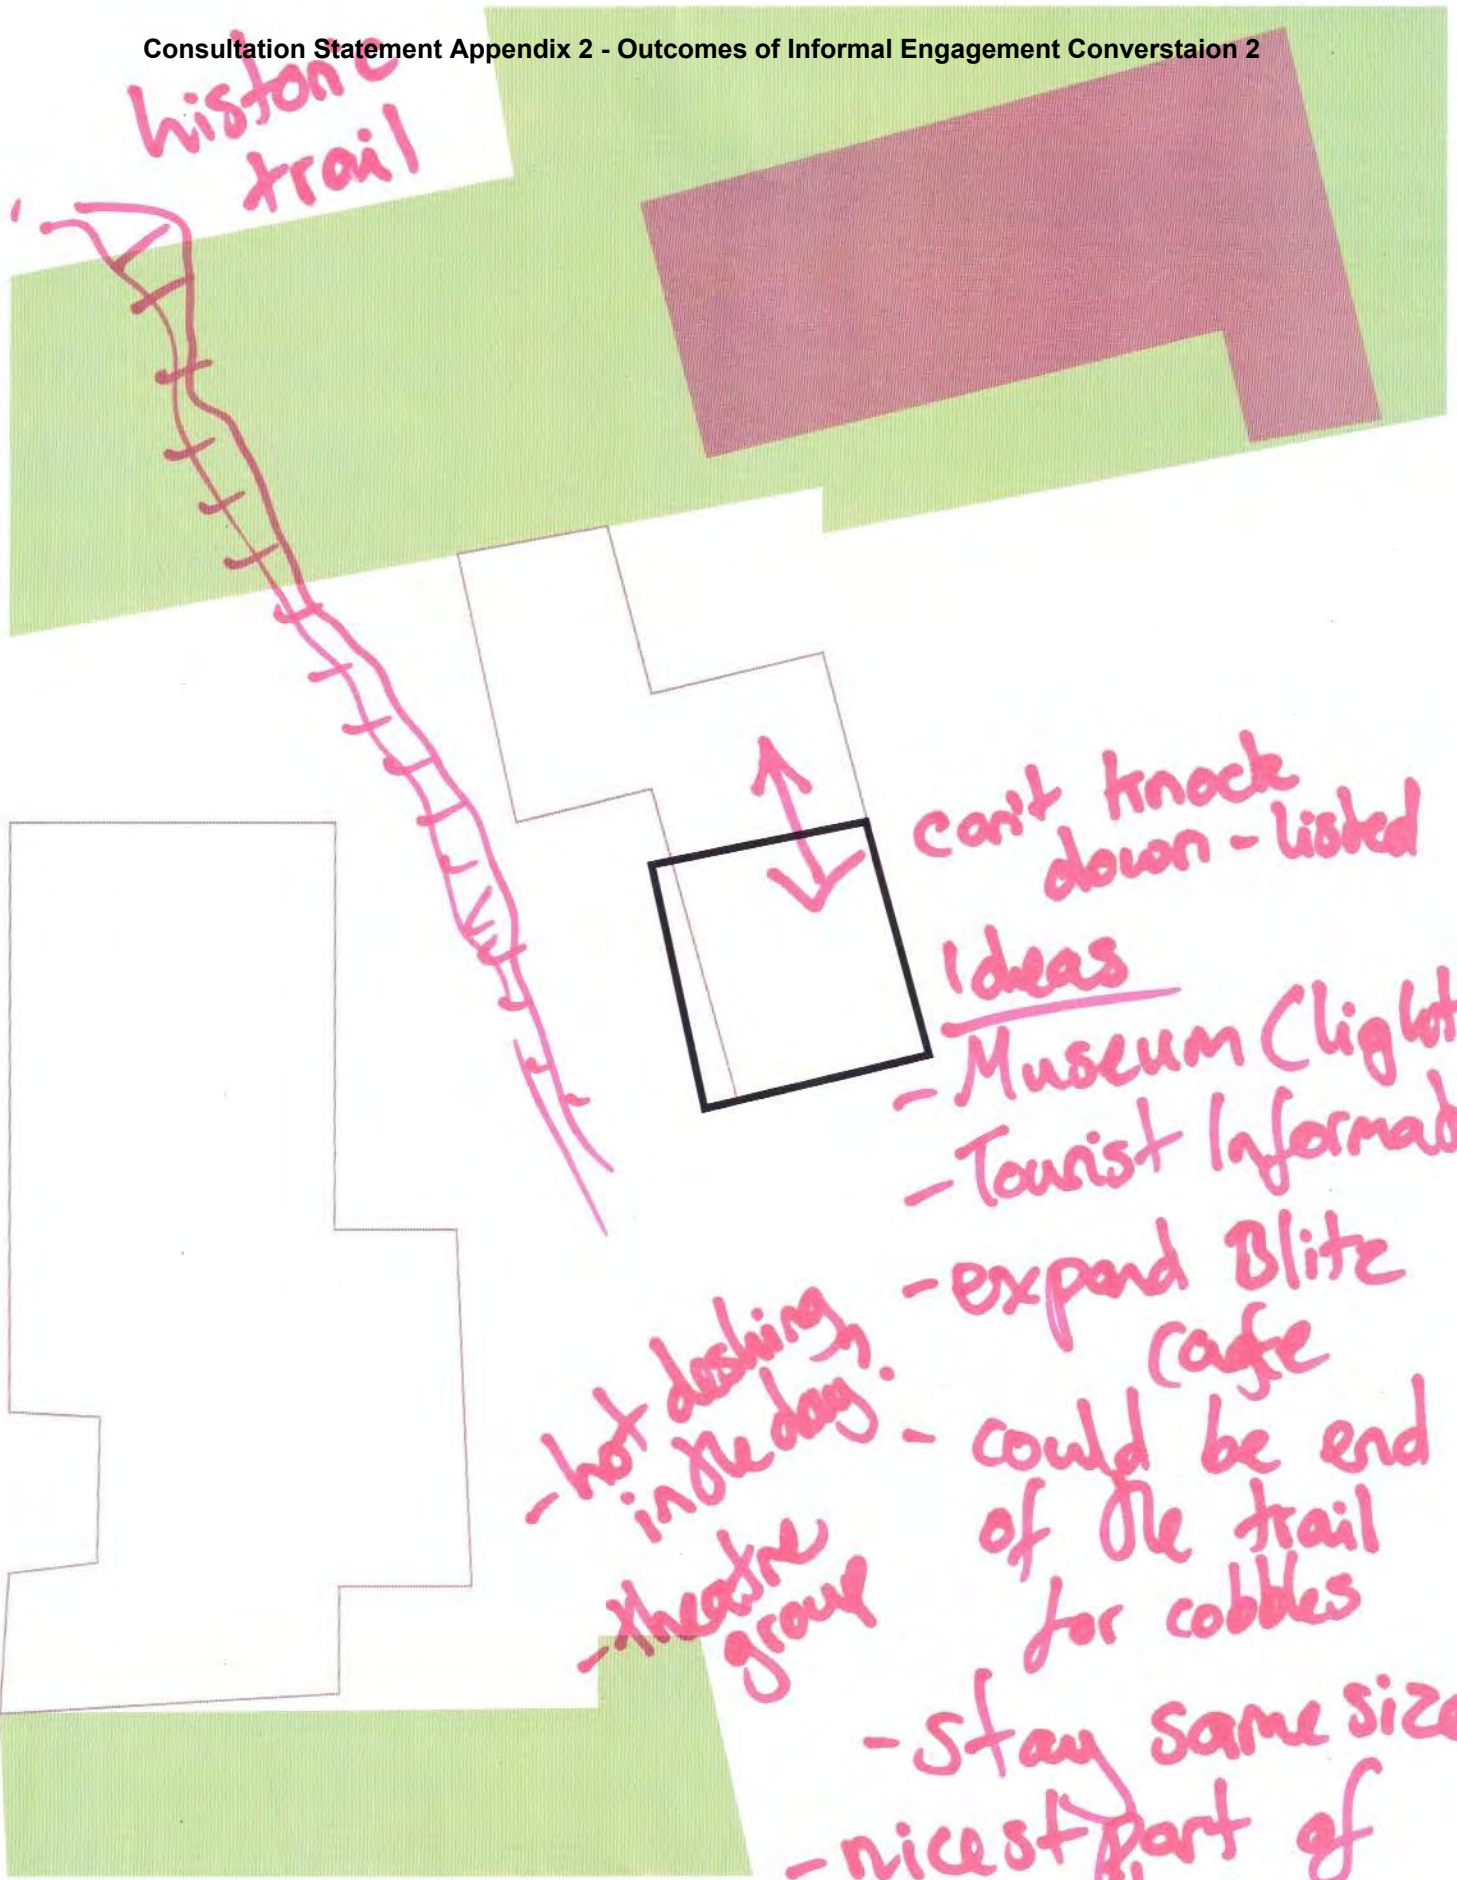 Consultation Statement Appendix 2 - Outcomes of Informal Engagement Converstaion 2
historic
trail
can't knock
down - listed
Ideas
- Museum (light
- Tourist Informat
- expand Blitz
cafe
- could be end
of the trail
for cobbles
- hot desking
in the day
- theatre
group
- stay same size
- nicest part of